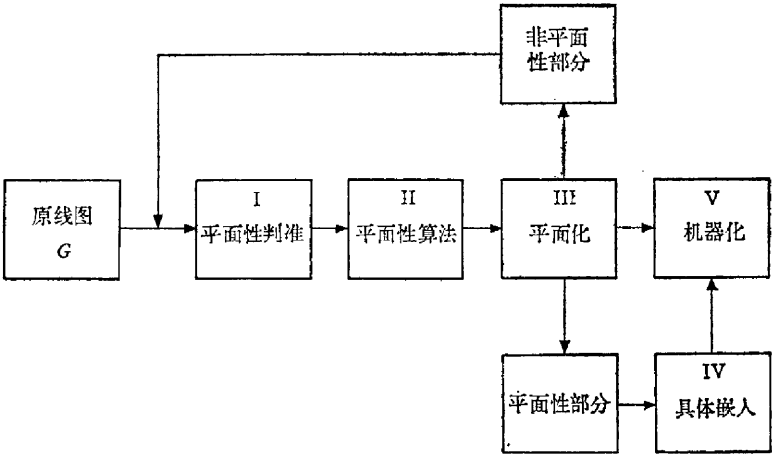 非平面
性部分
原线图
G
I
平面性判准
II
平面性算法
III
平面化
V
机器化
平面性部分
IV
具体嵌入